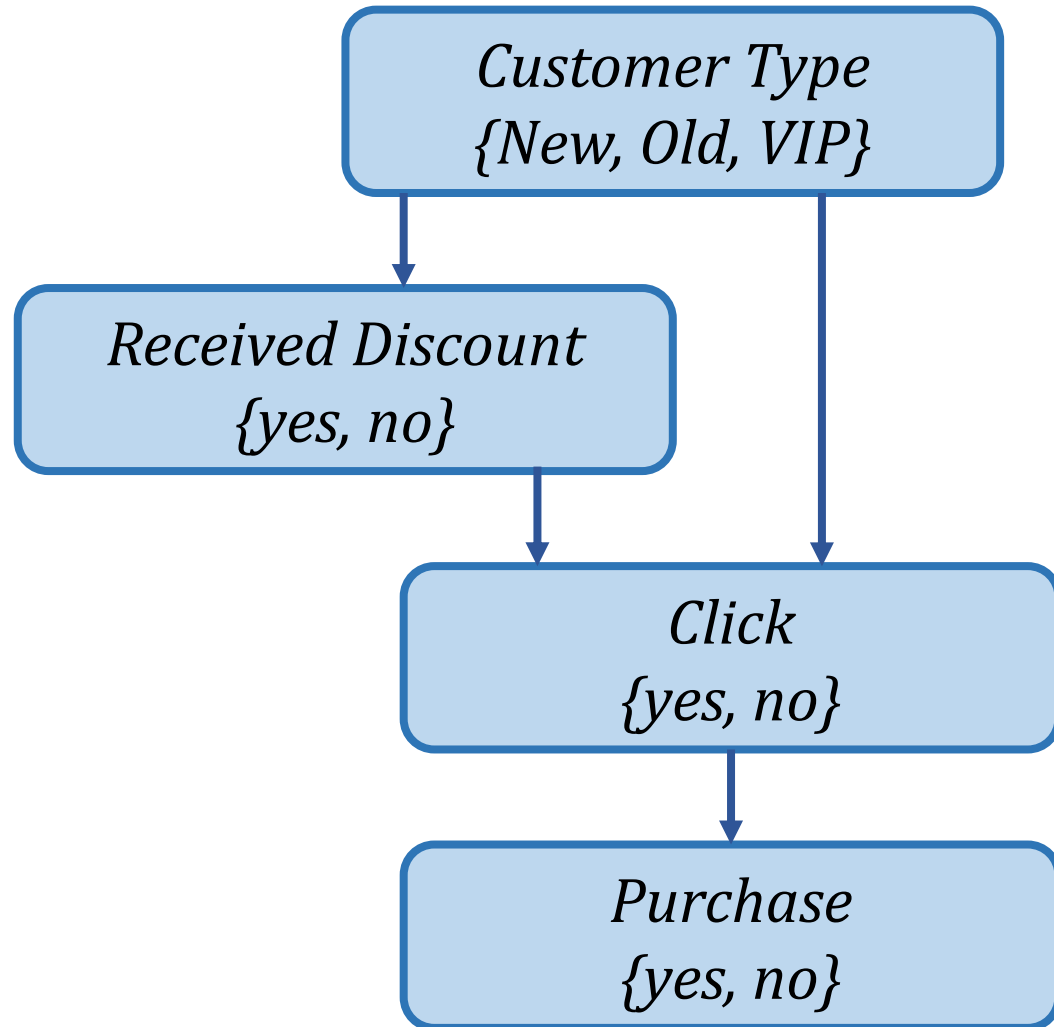 Customer Type
{New, Old, VIP}
Received Discount
{yes, no}
Click
{yes, no}
Purchase
{yes, no}